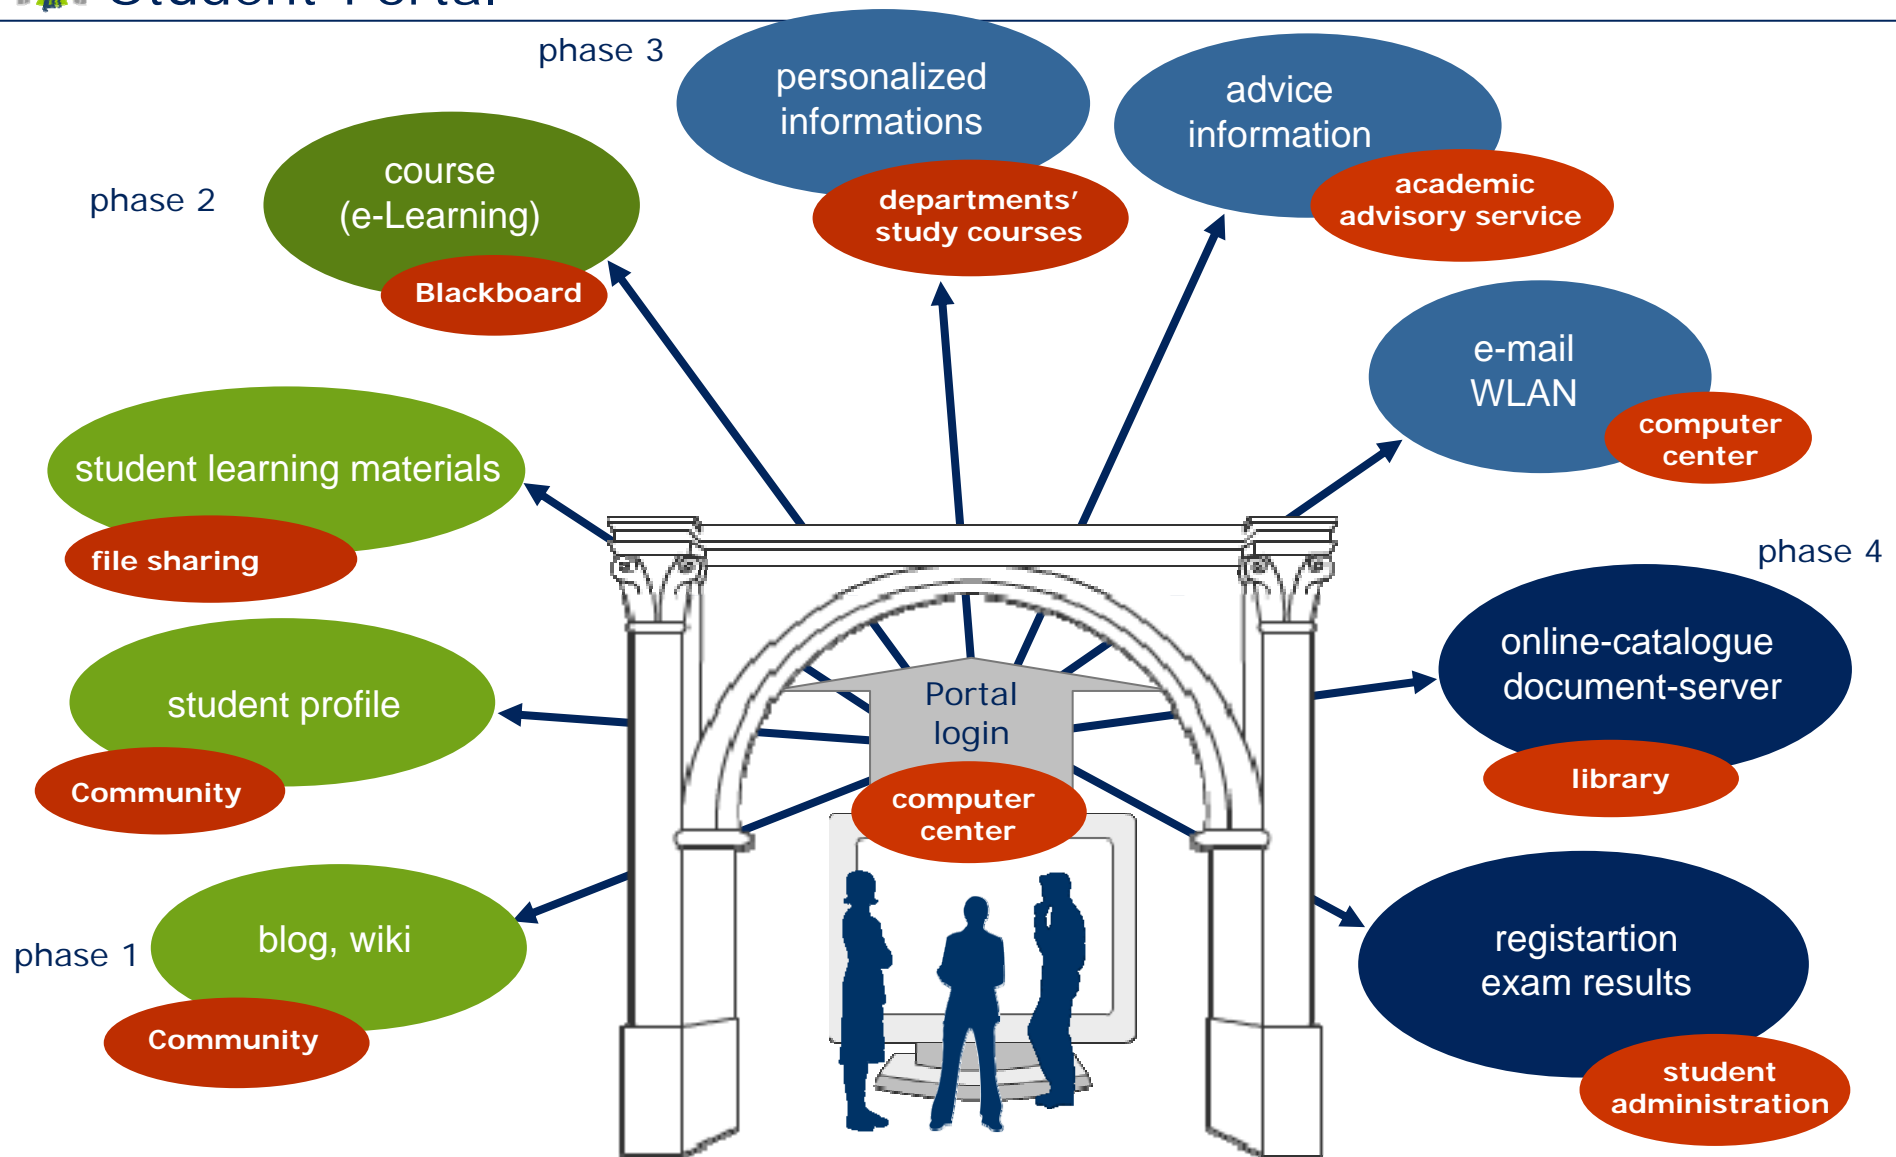 Student Portal
phase 3
personalized
informations
departments'
study courses
advice
information
academic
advisory service
phase 2
course
(e-Learning)
Blackboard
e-mail
WLAN
computer
center
student learning materials
file sharing
phase 4
online-catalogue
document-server
library
student profile
Community
Portal
login
computer
center
phase 1
blog, wiki
Community
registartion
exam results
student
administration